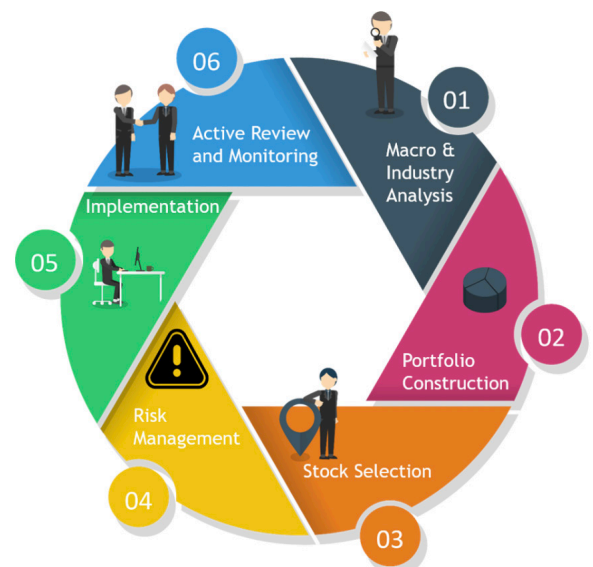 01
Macro &
Industry
Analysis
02
Portfolio
Construction
03
Stock Selection
04
Risk
Management
05
Implementation
06
Active Review
and Monitoring